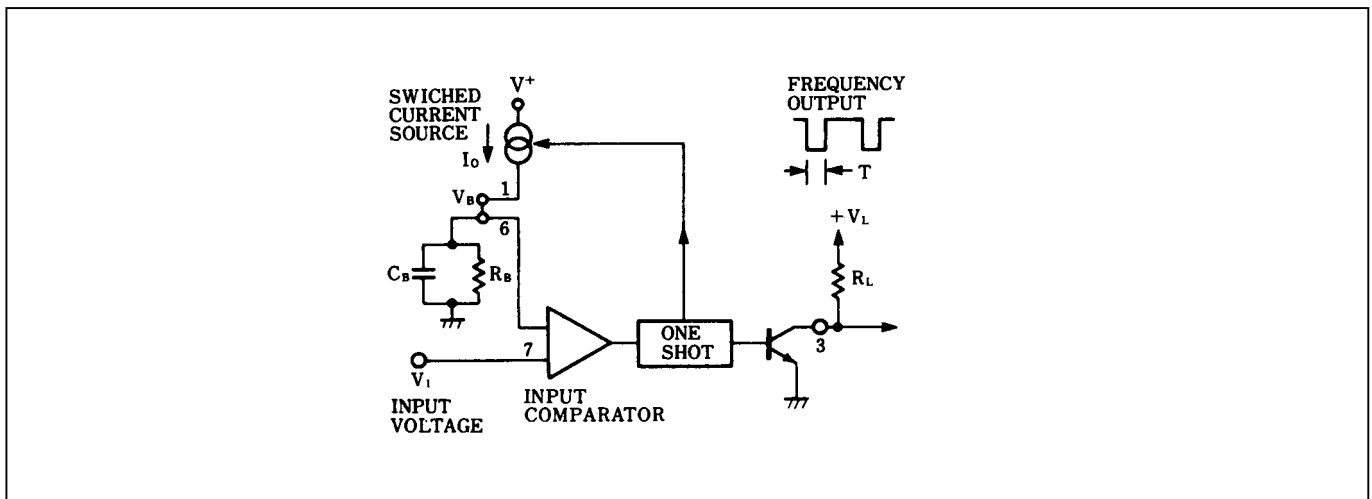 V+
SWICHED
CURRENT
SOURCE
Io
1
VB
6
CB
RB
7
V1
INPUT
VOLTAGE
INPUT
COMPARATOR
ONE
SHOT
FREQUENCY
OUTPUT
T
+VL
RL
3